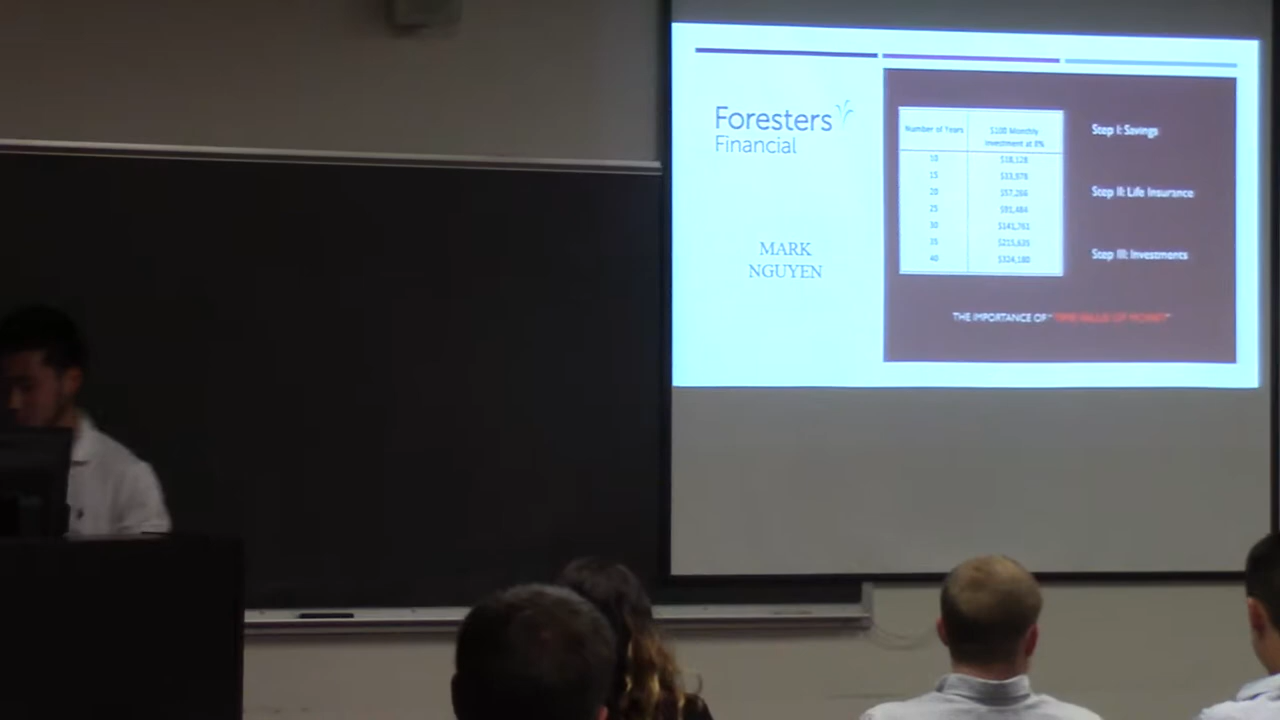 Foresters
Financial
MARK
NGUYEN
Number of Years
$100 Monthly
Investment at 8%
10 $18,128
15 $33,978
20 $57,266
25 $91,484
30 $141,761
35 $215,635
40 $324,180
Step I: Savings
Step II: Life Insurance
Step III: Investments
THE IMPORTANCE OF "TIME VALUE OF MONEY"